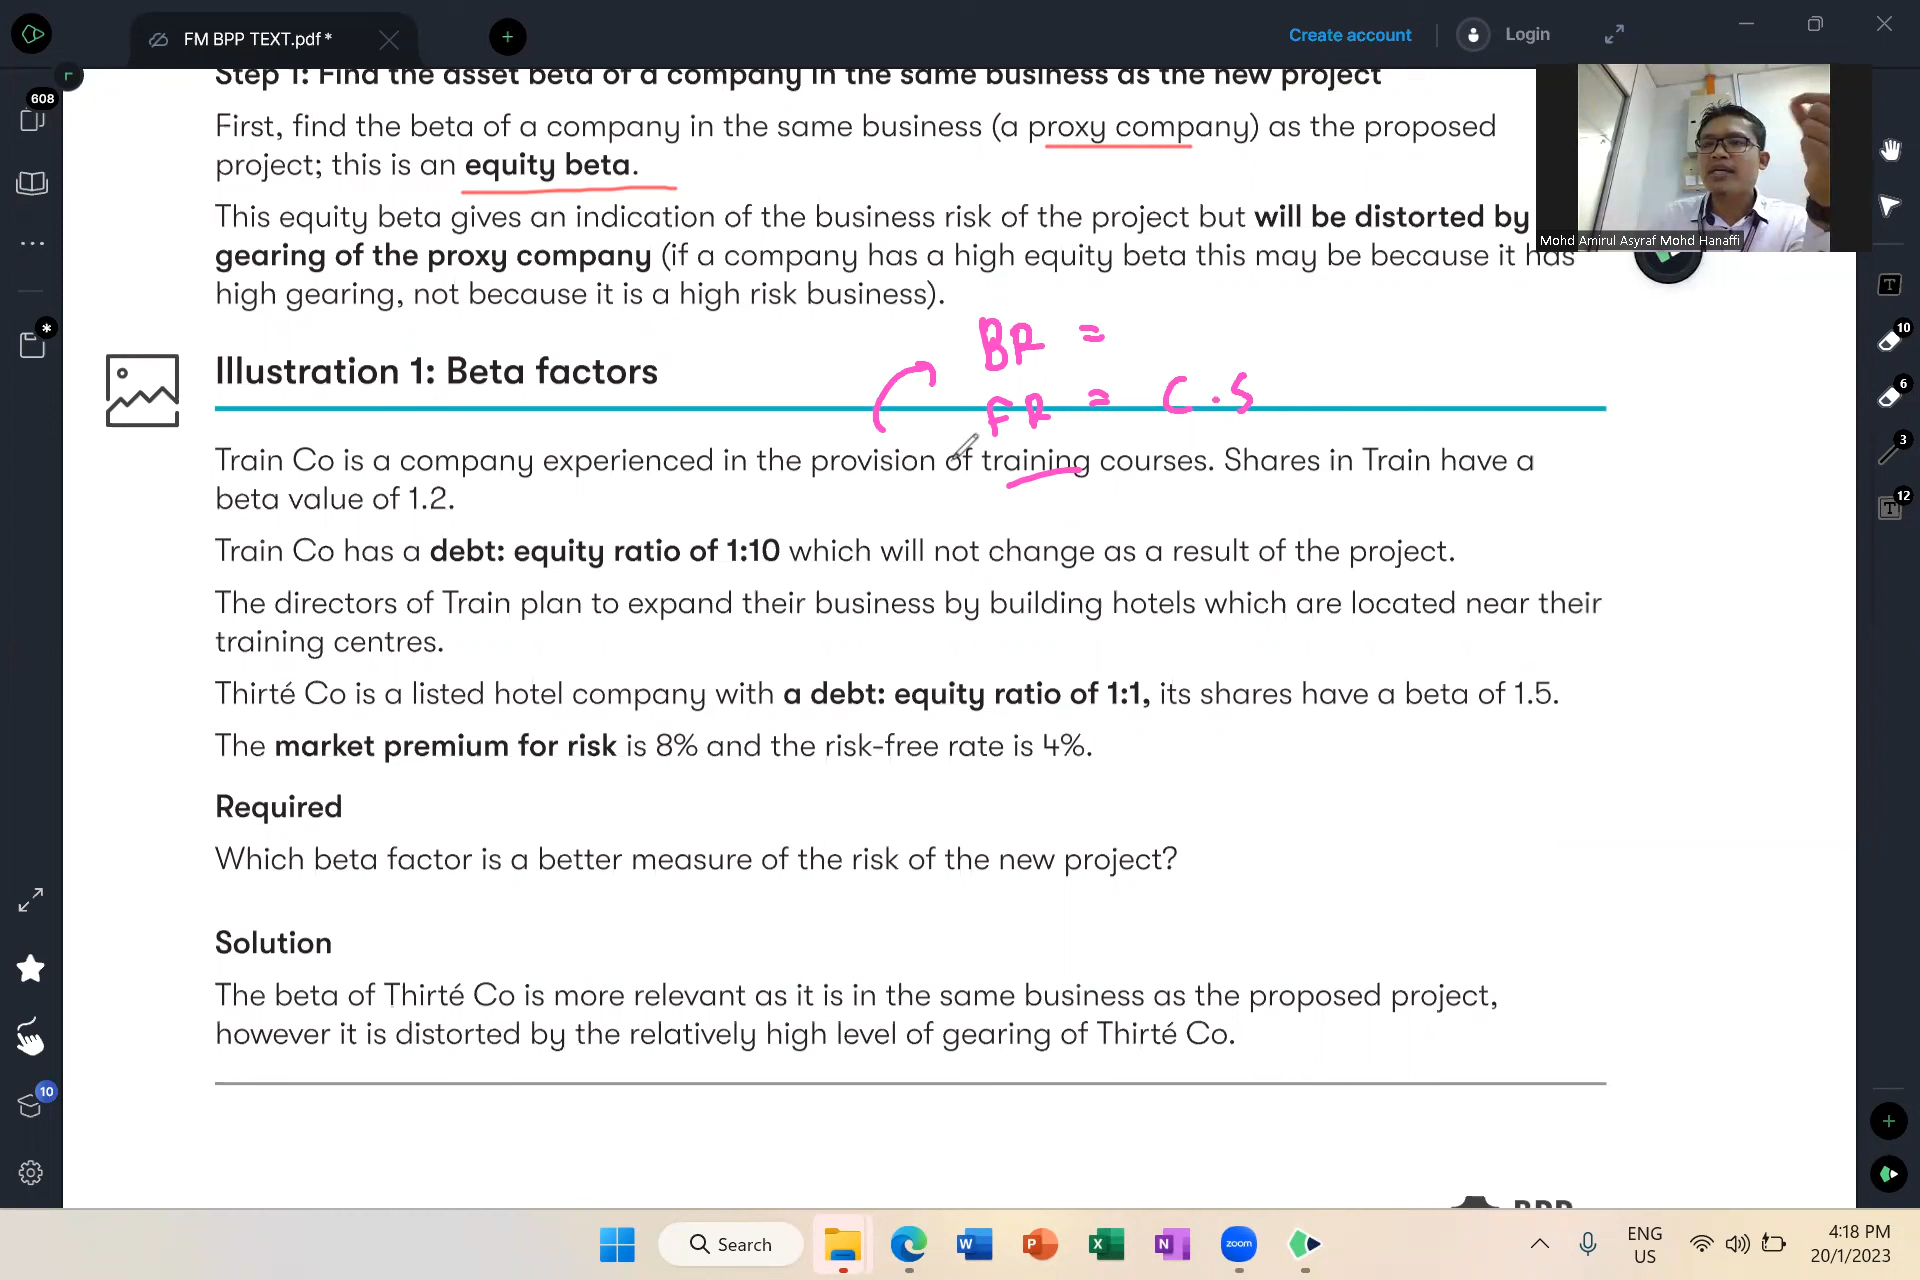 FM BPP TEXT.pdf *
Create account
Login
608
Step 1: Find the asset beta of a company in the same business as the new project
First, find the beta of a company in the same business (a proxy company) as the proposed
project; this is an equity beta.
This equity beta gives an indication of the business risk of the project but will be distorted by
gearing of the proxy company (if a company has a high equity beta this may be because it has
high gearing, not because it is a high risk business).
Mohd Amirul Asyraf Mohd Hanaffi
BR =
Illustration 1: Beta factors
FR = C.S
Train Co is a company experienced in the provision of training courses. Shares in Train have a
beta value of 1.2.
Train Co has a debt: equity ratio of 1:10 which will not change as a result of the project.
The directors of Train plan to expand their business by building hotels which are located near their
training centres.
Thirté Co is a listed hotel company with a debt: equity ratio of 1:1, its shares have a beta of 1.5.
The market premium for risk is 8% and the risk-free rate is 4%.
Required
Which beta factor is a better measure of the risk of the new project?
Solution
The beta of Thirté Co is more relevant as it is in the same business as the proposed project,
however it is distorted by the relatively high level of gearing of Thirté Co.
10
T
10
6
3
T
12
BPP
Search
W
P
X
N
zoom
ENG
US
4:18 PM
20/1/2023